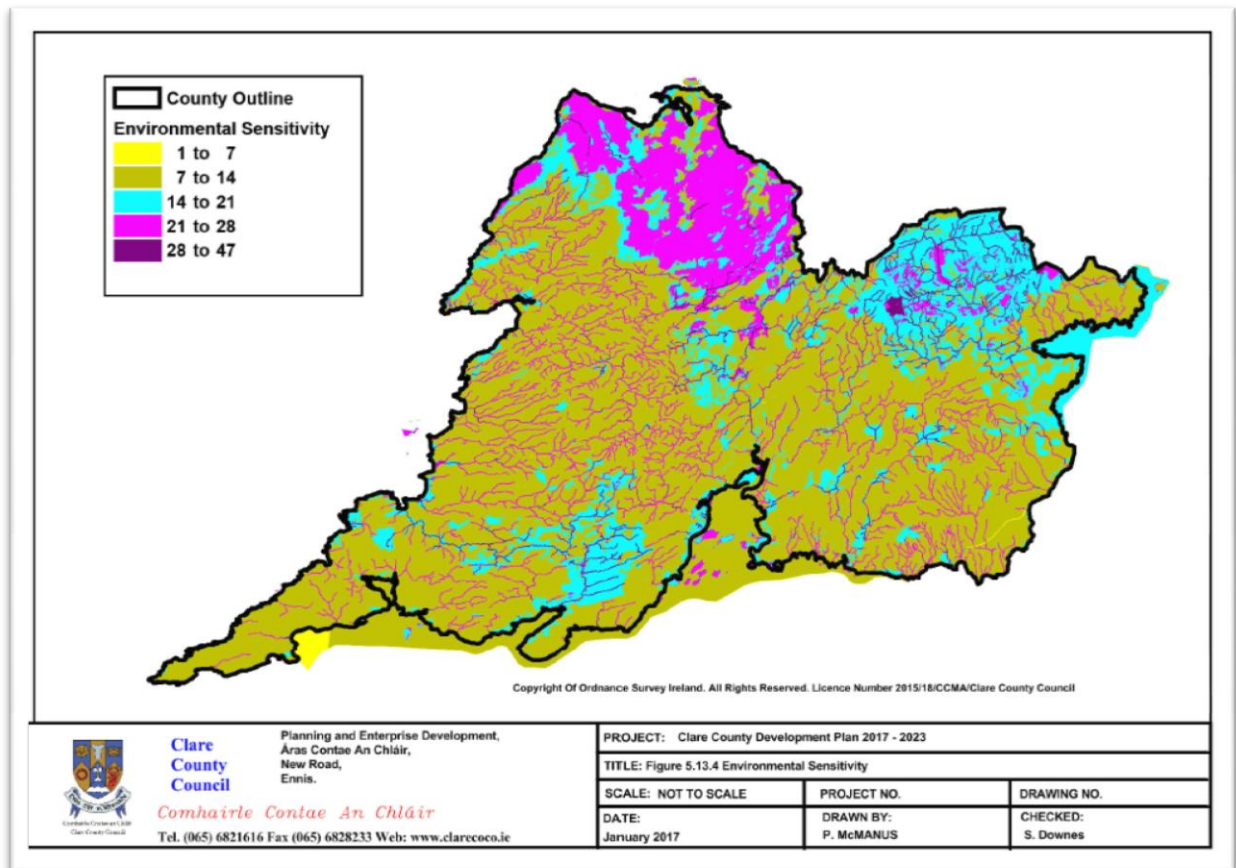 County Outline
Environmental Sensitivity
1 to 7
7 to 14
14 to 21
21 to 28
28 to 47
Copyright Of Ordnance Survey Ireland. All Rights Reserved. Licence Number 2015/18/CCMA/Clare County Council
Clare
County
Council
Planning and Enterprise Development,
Áras Contae An Chláir,
New Road,
Ennis.
Comhairle Contae An Chláir
Tel. (065) 6821616 Fax (065) 6828233 Web: www.clarecoco.ie
Clare County Council
PROJECT: Clare County Development Plan 2017 - 2023
TITLE: Figure 5.13.4 Environmental Sensitivity
SCALE: NOT TO SCALE
PROJECT NO.
DRAWING NO.
DATE:
January 2017
DRAWN BY:
P. McMANUS
CHECKED:
S. Downes